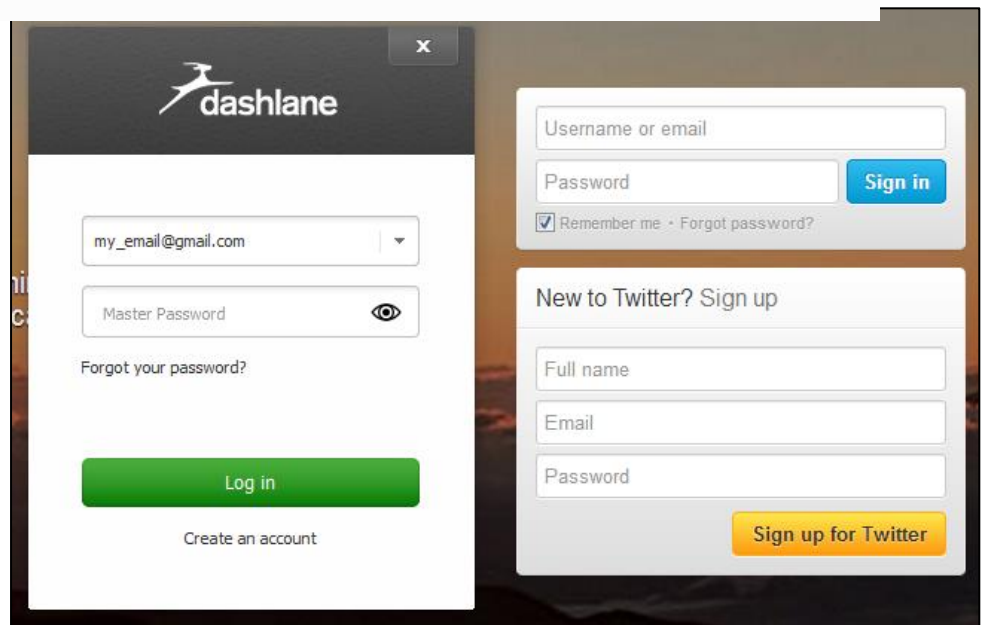 x
dashlane
my_email@gmail.com
Master Password
Forgot your password?
Log in
Create an account
Username or email
Password
Sign in
Remember me · Forgot password?
New to Twitter? Sign up
Full name
Email
Password
Sign up for Twitter